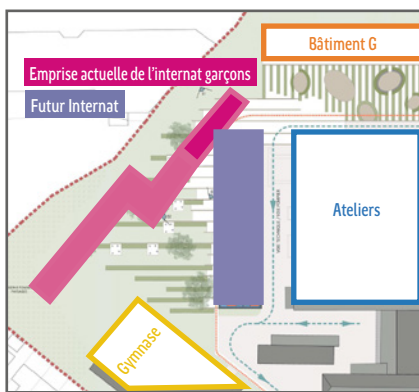 Bâtiment G
Emprise actuelle de l'internat garçons
Futur Internat
Ateliers
Gymnase